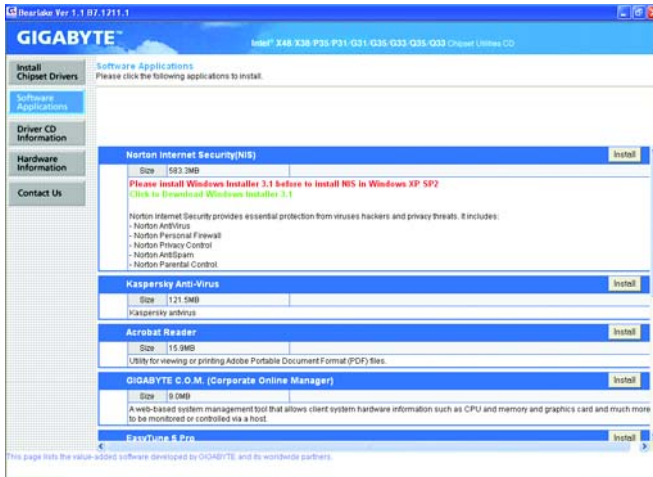 Bearlake Ver 1.1 B7.1211.1
GIGABYTE™
Intel® X48/X38/P35/P31/G31/G35/G33/Q35/Q33 Chipset Utilities CD
Install
Chipset Drivers
Software
Applications
Driver CD
Information
Hardware
Information
Contact Us
Software Applications
Please click the following applications to install.
Norton Internet Security(NIS) Install
Size 583.3MB
Please install Windows Installer 3.1 before to install NIS in Windows XP SP2
Click to Download Windows Installer 3.1
Norton Internet Security provides essential protection from viruses hackers and privacy threats. It includes:
- Norton AntiVirus
- Norton Personal Firewall
- Norton Privacy Control
- Norton AntiSpam
- Norton Parental Control
Kaspersky Anti-Virus Install
Size 121.5MB
Kaspersky antivirus
Acrobat Reader Install
Size 15.9MB
Utility for viewing or printing Adobe Portable Document Format (PDF) files.
GIGABYTE C.O.M. (Corporate Online Manager) Install
Size 9.0MB
A web-based system management tool that allows client system hardware information such as CPU and memory and graphics card and much more
to be monitored or controlled via a host.
EasyTune 5 Pro Install
This page lists the value-added software developed by GIGABYTE and its worldwide partners.